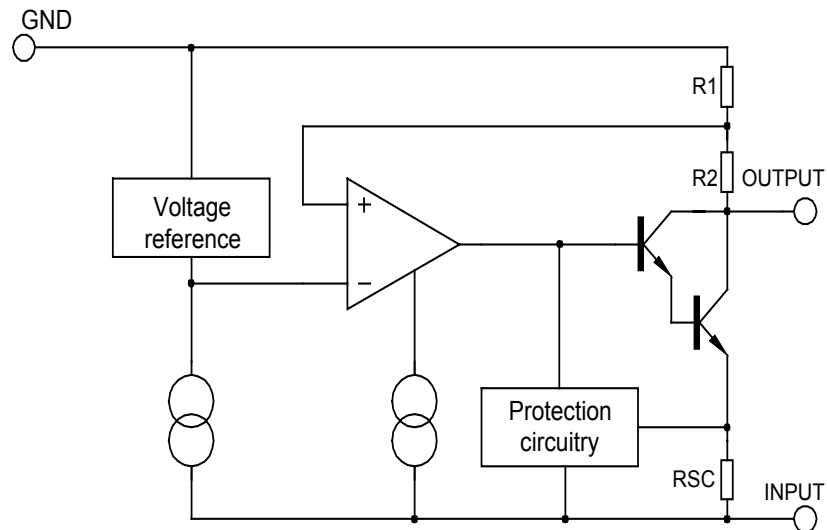 GND
R1
R2
OUTPUT
Voltage
reference
+
−
Protection
circuitry
RSC
INPUT